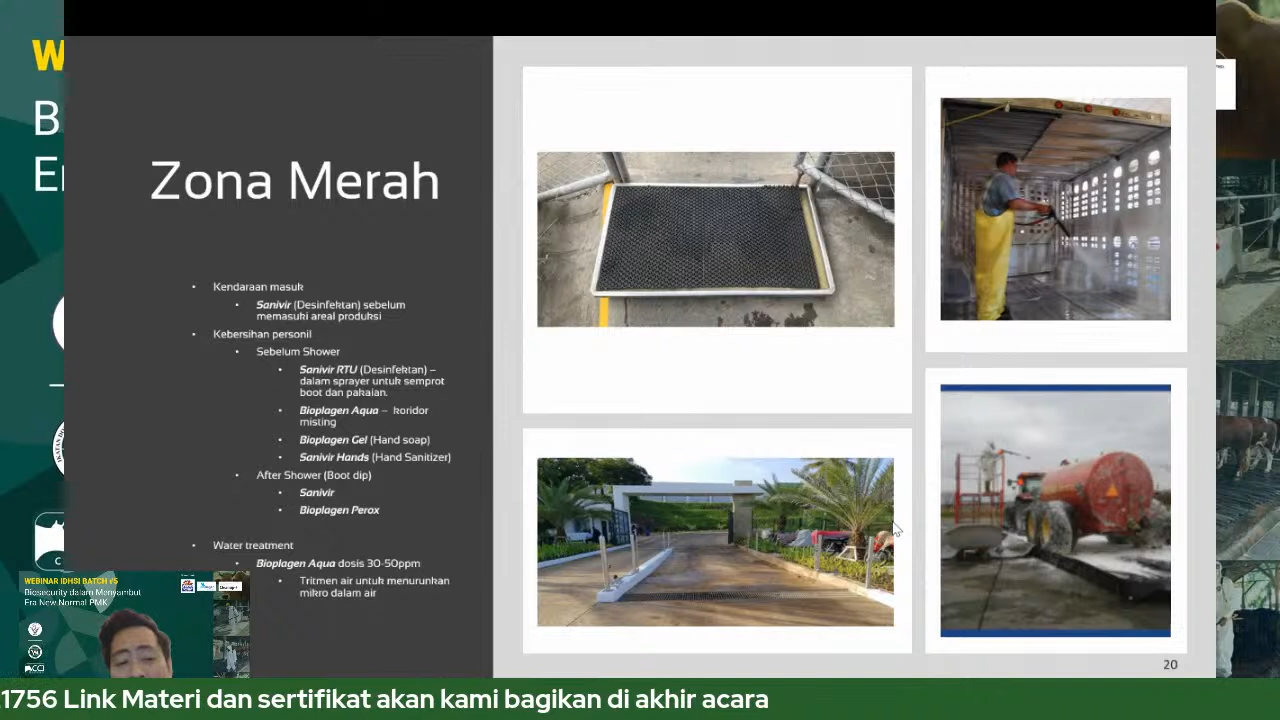 W
B
Er
Zona Merah
• Kendaraan masuk
• Sanivir (Desinfektan) sebelum
memasuki areal produksi
• Kebersihan personil
• Sebelum Shower
• Sanivir RTU (Desinfektan) –
dalam sprayer untuk semprot
boot dan pakaian.
• Bioplagen Aqua – koridor
misting
• Bioplagen Gel (Hand soap)
• Sanivir Hands (Hand Sanitizer)
• After Shower (Boot dip)
• Sanivir
• Bioplagen Perox
• Water treatment
• Bioplagen Aqua dosis 30-50ppm
• Tritmen air untuk menurunkan
mikro dalam air
20
WEBINAR IDHSI BATCH #5
Biosecurity dalam Menyambut
Era New Normal PMK
1756 Link Materi dan sertifikat akan kami bagikan di akhir acara